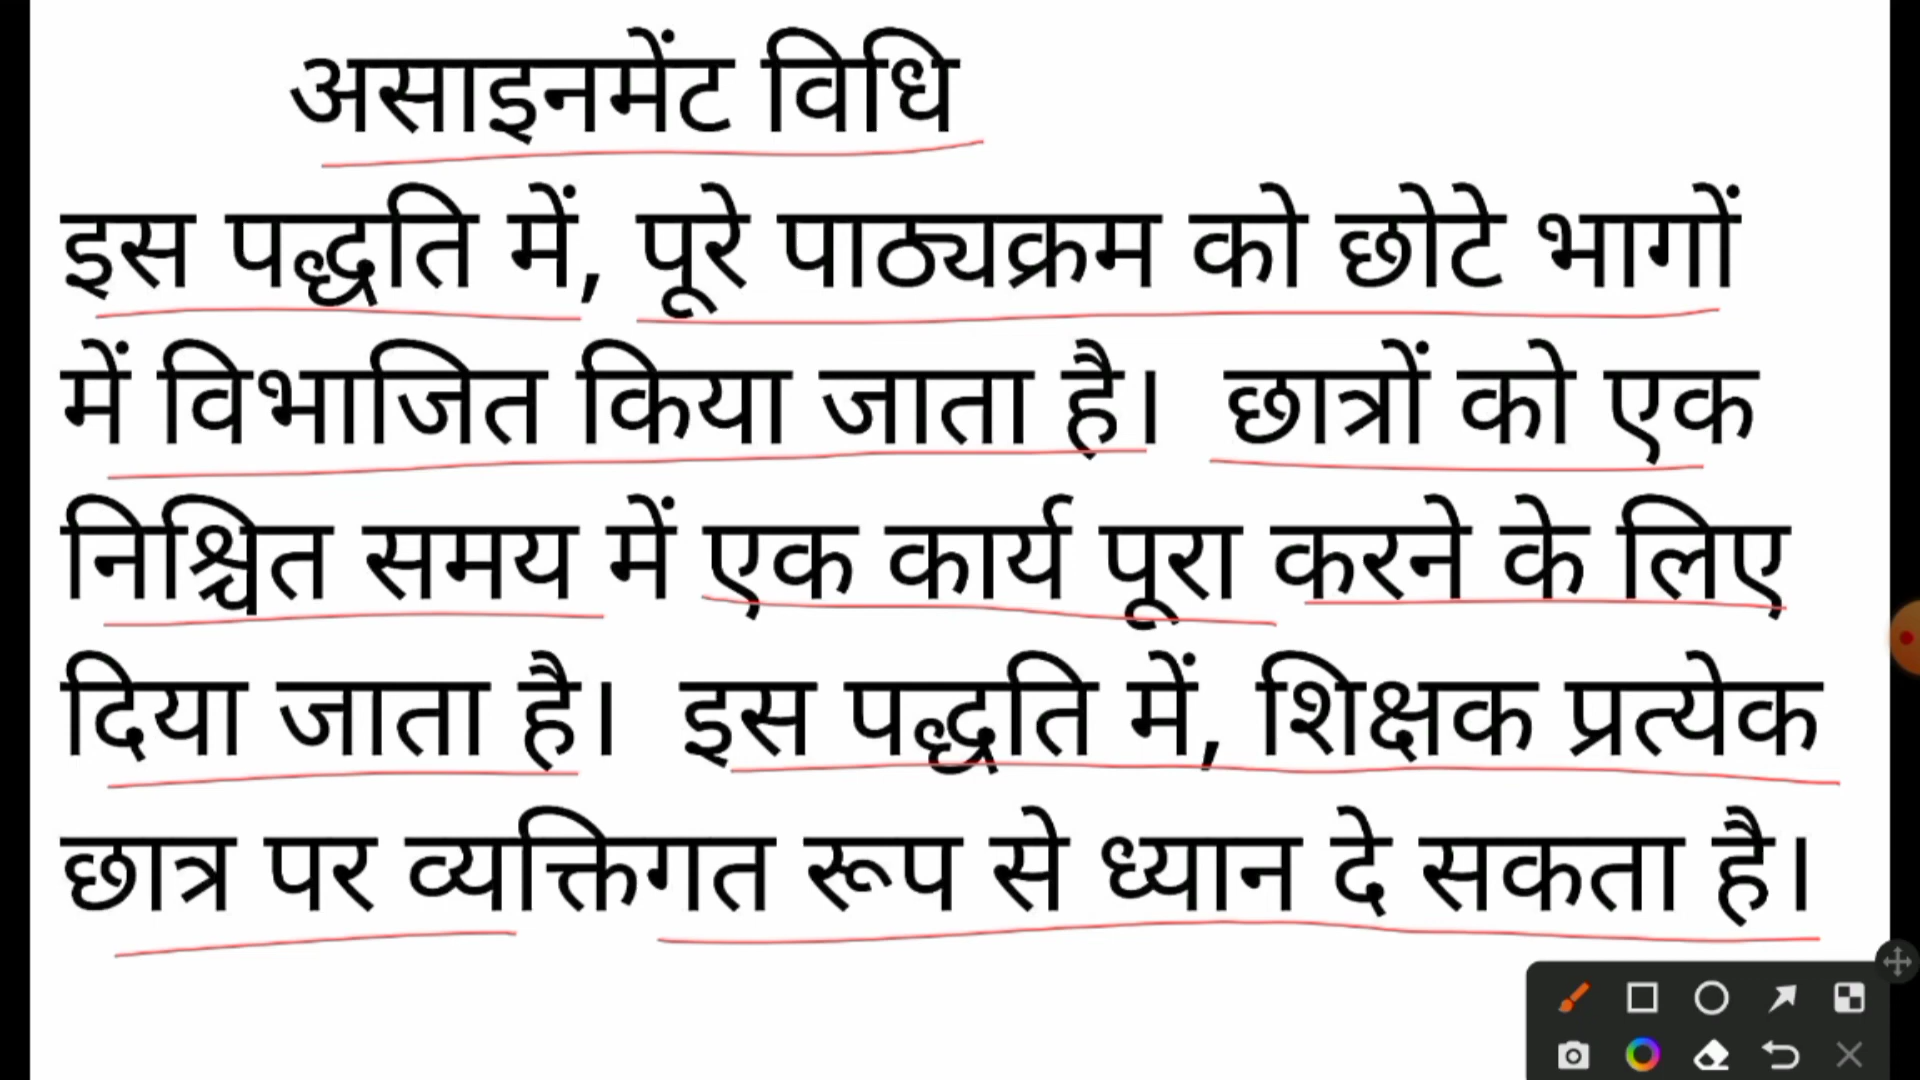 असाइनमेंट विधि
इस पद्धति में, पूरे पाठ्यक्रम को छोटे भागों
में विभाजित किया जाता है। छात्रों को एक
निश्चित समय में एक कार्य पूरा करने के लिए
दिया जाता है। इस पद्धति में, शिक्षक प्रत्येक
छात्र पर व्यक्तिगत रूप से ध्यान दे सकता है।